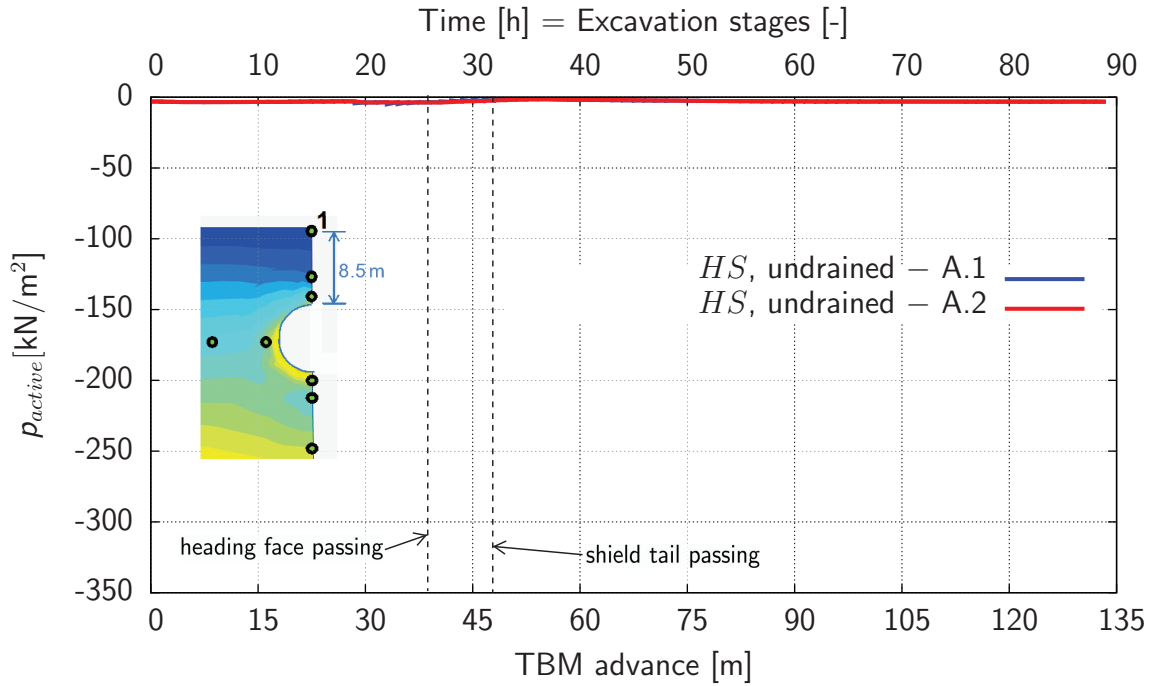 Time [h] = Excavation stages [-]
0 10 20 30 40 50 60 70 80 90
0
-50
-100
-150
-200
-250
-300
-350
p_active[kN/m²]
1
8.5 m
HS, undrained – A.1
HS, undrained – A.2
heading face passing
shield tail passing
0 15 30 45 60 75 90 105 120 135
TBM advance [m]